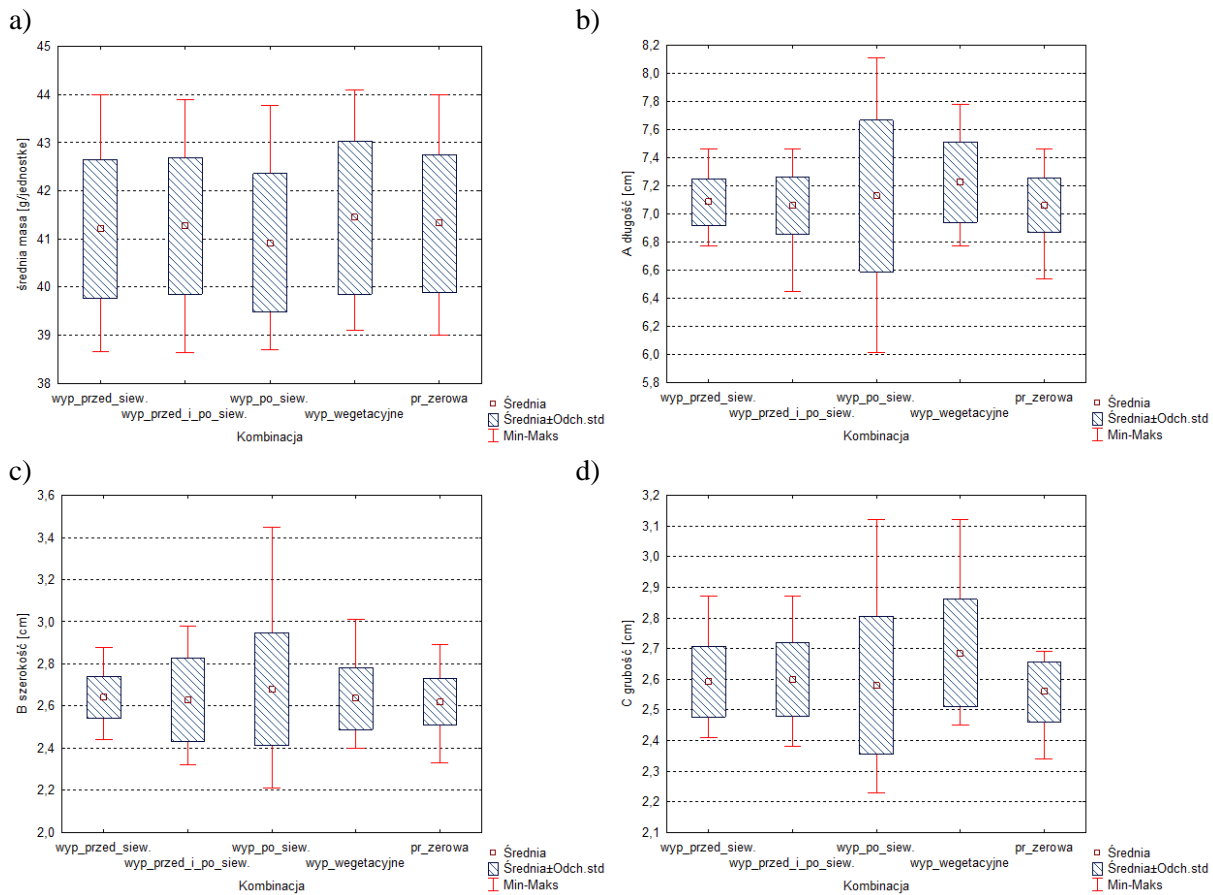 a)
45
44
43
42
41
40
39
38
średnia masa [g/jednostke]
wyp_przed_siew. wyp_po_siew. pr_zerowa
wyp_przed_i_po_siew. wyp_wegetacyjne
Kombinacja
Średnia
Średnia±Odch.std
Min-Maks
b)
8,2
8,0
7,8
7,6
7,4
7,2
7,0
6,8
6,6
6,4
6,2
6,0
5,8
A długość [cm]
wyp_przed_siew. wyp_po_siew. pr_zerowa
wyp_przed_i_po_siew. wyp_wegetacyjne
Kombinacja
Średnia
Średnia±Odch.std
Min-Maks
c)
3,6
3,4
3,2
3,0
2,8
2,6
2,4
2,2
2,0
B szerokość [cm]
wyp_przed_siew. wyp_po_siew. pr_zerowa
wyp_przed_i_po_siew. wyp_wegetacyjne
Kombinacja
Średnia
Średnia±Odch.std
Min-Maks
d)
3,2
3,1
3,0
2,9
2,8
2,7
2,6
2,5
2,4
2,3
2,2
2,1
C grubość [cm]
wyp_przed_siew. wyp_po_siew. pr_zerowa
wyp_przed_i_po_siew. wyp_wegetacyjne
Kombinacja
Średnia
Średnia±Odch.std
Min-Maks